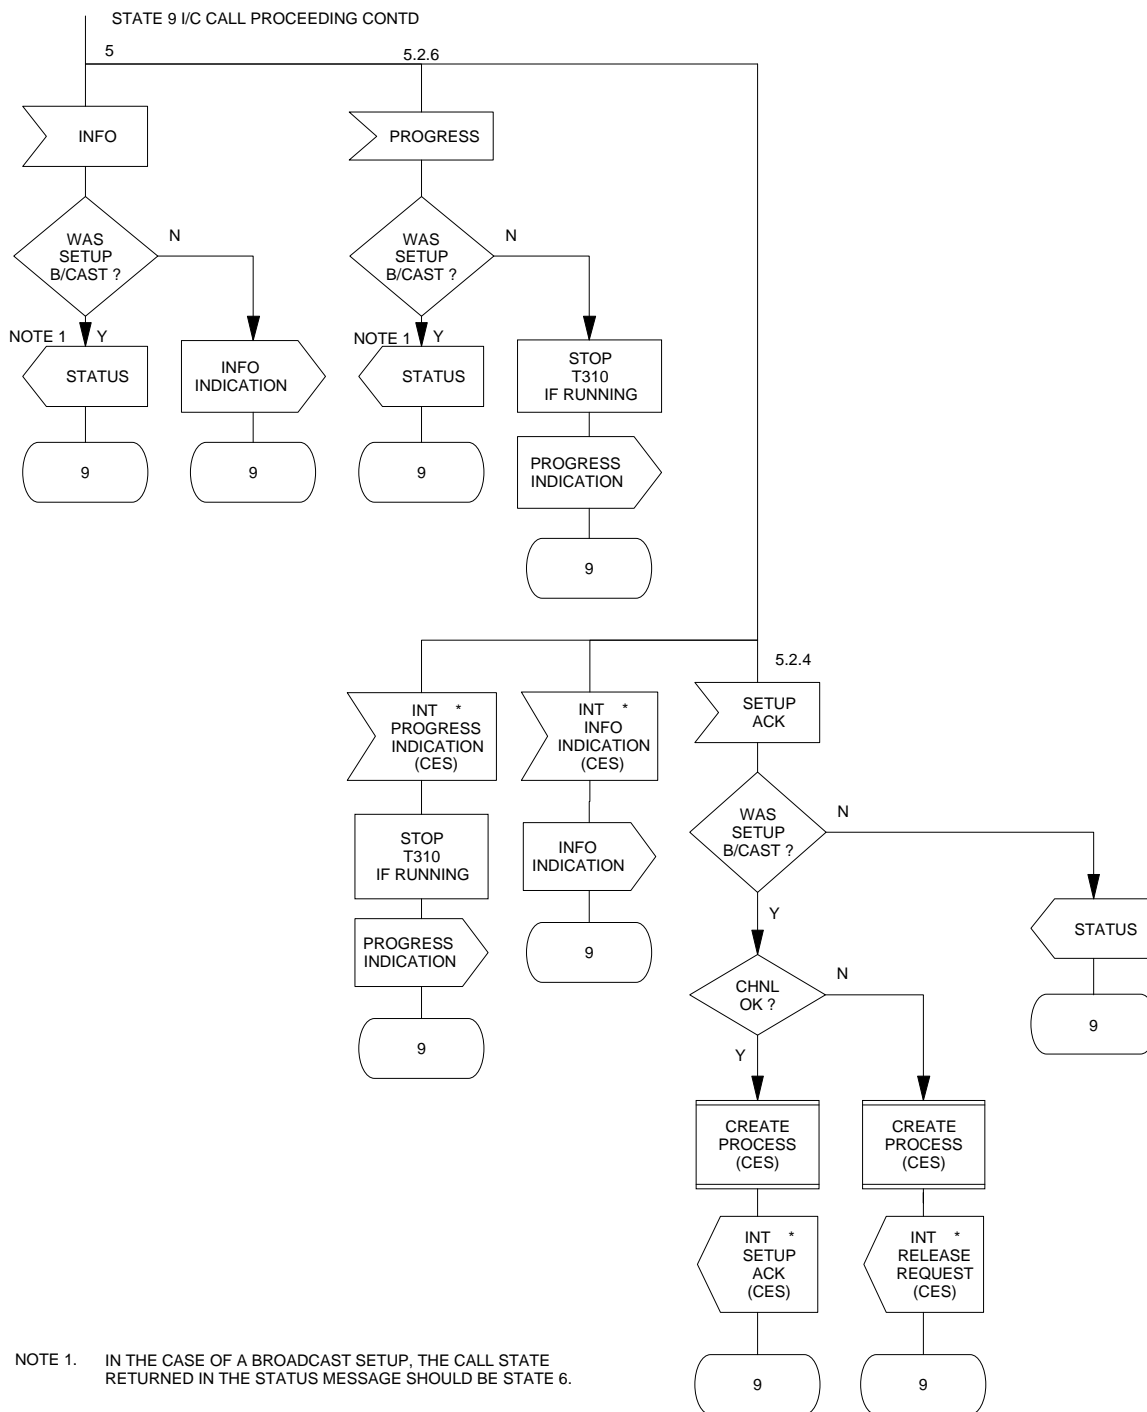 STATE 9 I/C CALL PROCEEDING CONTD
5
5.2.6
INFO
PROGRESS
WAS
SETUP
B/CAST ?
N
WAS
SETUP
B/CAST ?
N
NOTE 1
Y
NOTE 1
Y
STATUS
INFO
INDICATION
STATUS
STOP
T310
IF RUNNING
9
9
9
PROGRESS
INDICATION
9
5.2.4
INT *
PROGRESS
INDICATION
(CES)
INT *
INFO
INDICATION
(CES)
SETUP
ACK
STOP
T310
IF RUNNING
INFO
INDICATION
WAS
SETUP
B/CAST ?
N
Y
PROGRESS
INDICATION
9
STATUS
CHNL
OK ?
N
Y
9
9
CREATE
PROCESS
(CES)
CREATE
PROCESS
(CES)
INT *
SETUP
ACK
(CES)
INT *
RELEASE
REQUEST
(CES)
9
9
NOTE 1. IN THE CASE OF A BROADCAST SETUP, THE CALL STATE
RETURNED IN THE STATUS MESSAGE SHOULD BE STATE 6.